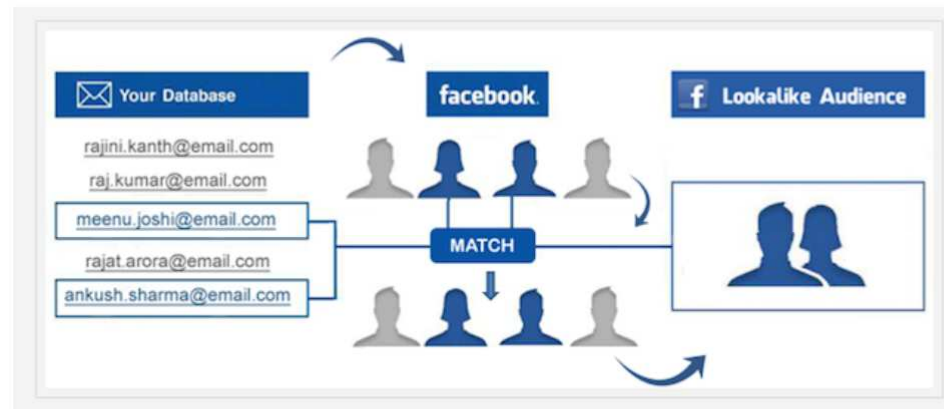 Your Database
facebook.
f Lookalike Audience
rajini.kanth@email.com
raj.kumar@email.com
meenu.joshi@email.com
rajat.arora@email.com
ankush.sharma@email.com
MATCH